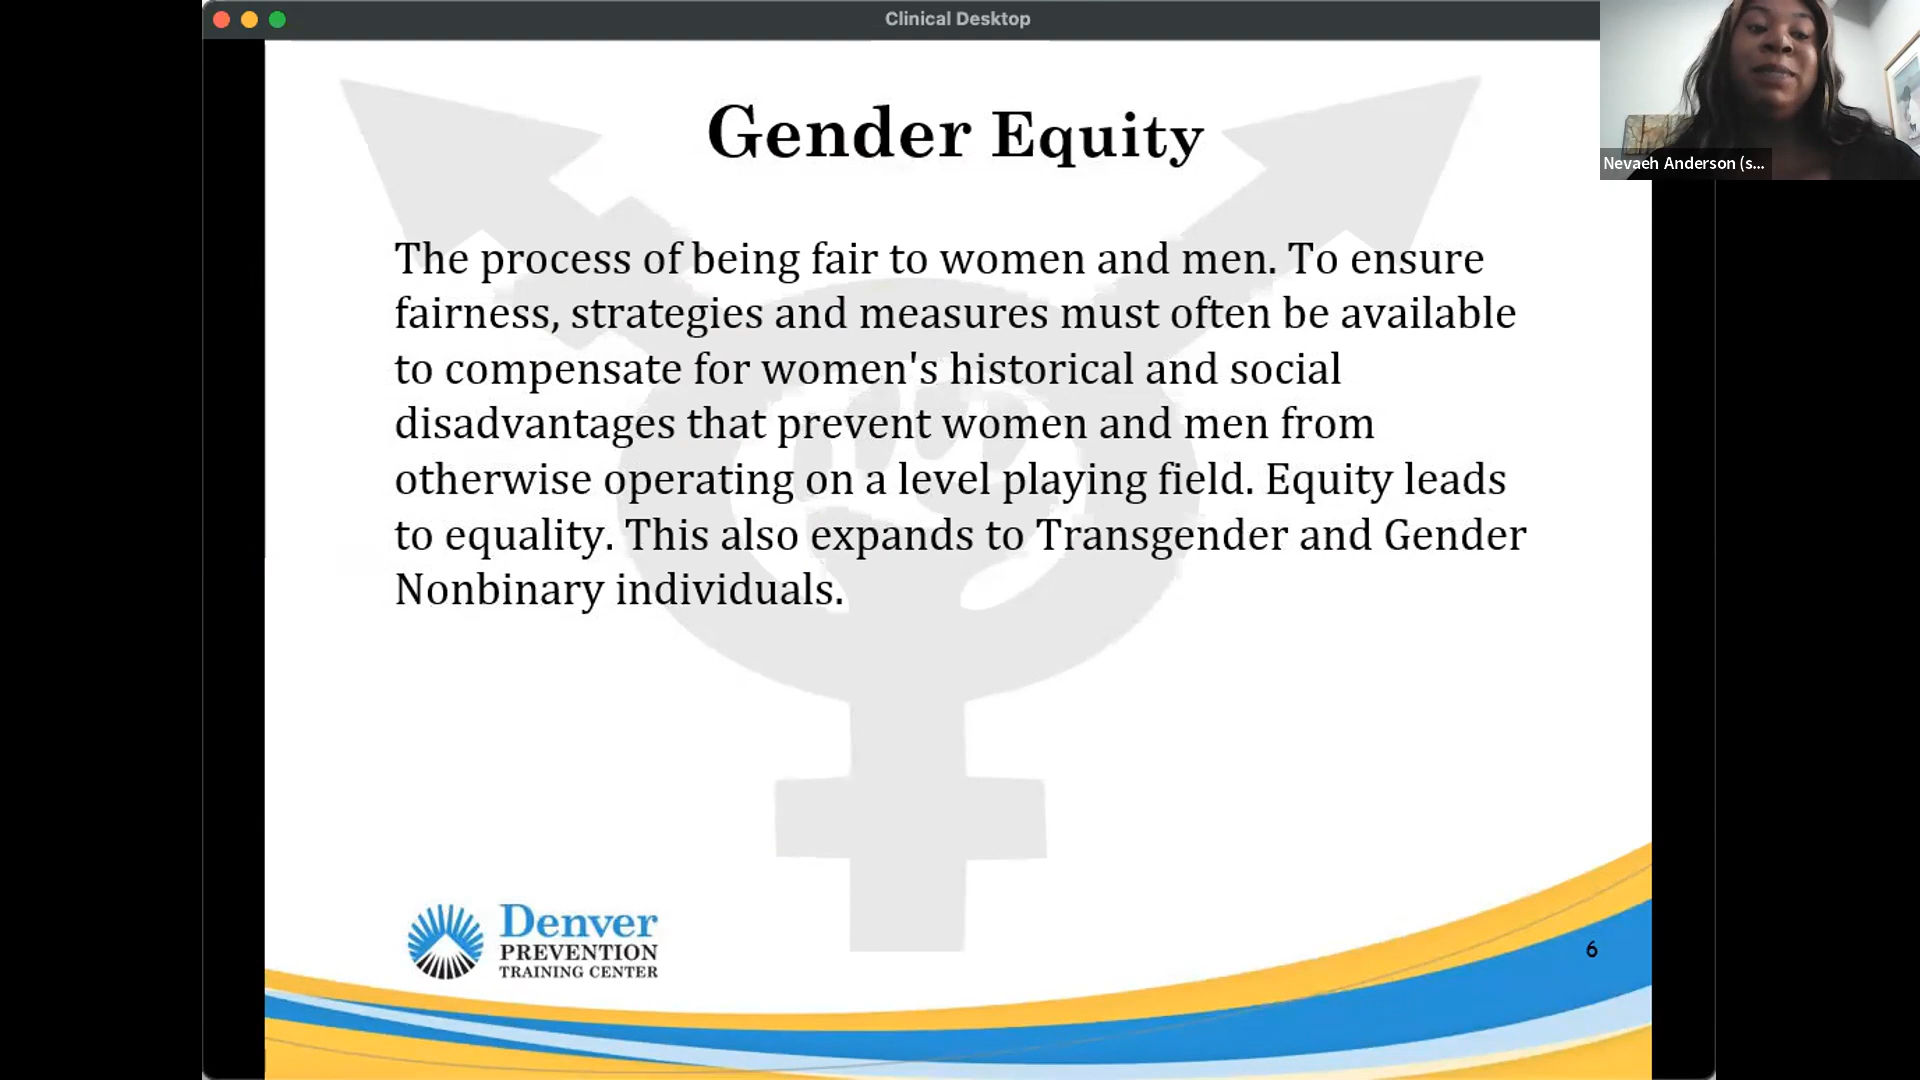 Clinical Desktop
Gender Equity
Nevaeh Anderson (s...
The process of being fair to women and men. To ensure
fairness, strategies and measures must often be available
to compensate for women's historical and social
disadvantages that prevent women and men from
otherwise operating on a level playing field. Equity leads
to equality. This also expands to Transgender and Gender
Nonbinary individuals.
Denver
PREVENTION
TRAINING CENTER
6